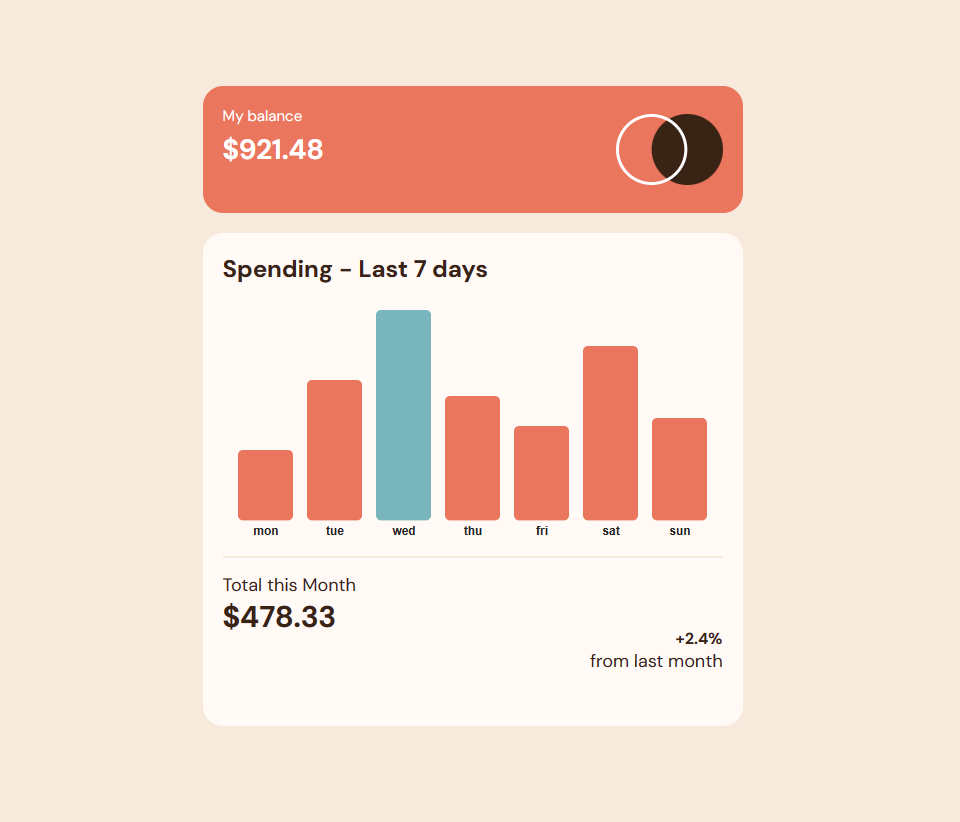 My balance
$921.48
Spending - Last 7 days
mon tue wed thu fri sat sun
Total this Month
$478.33
+2.4%
from last month